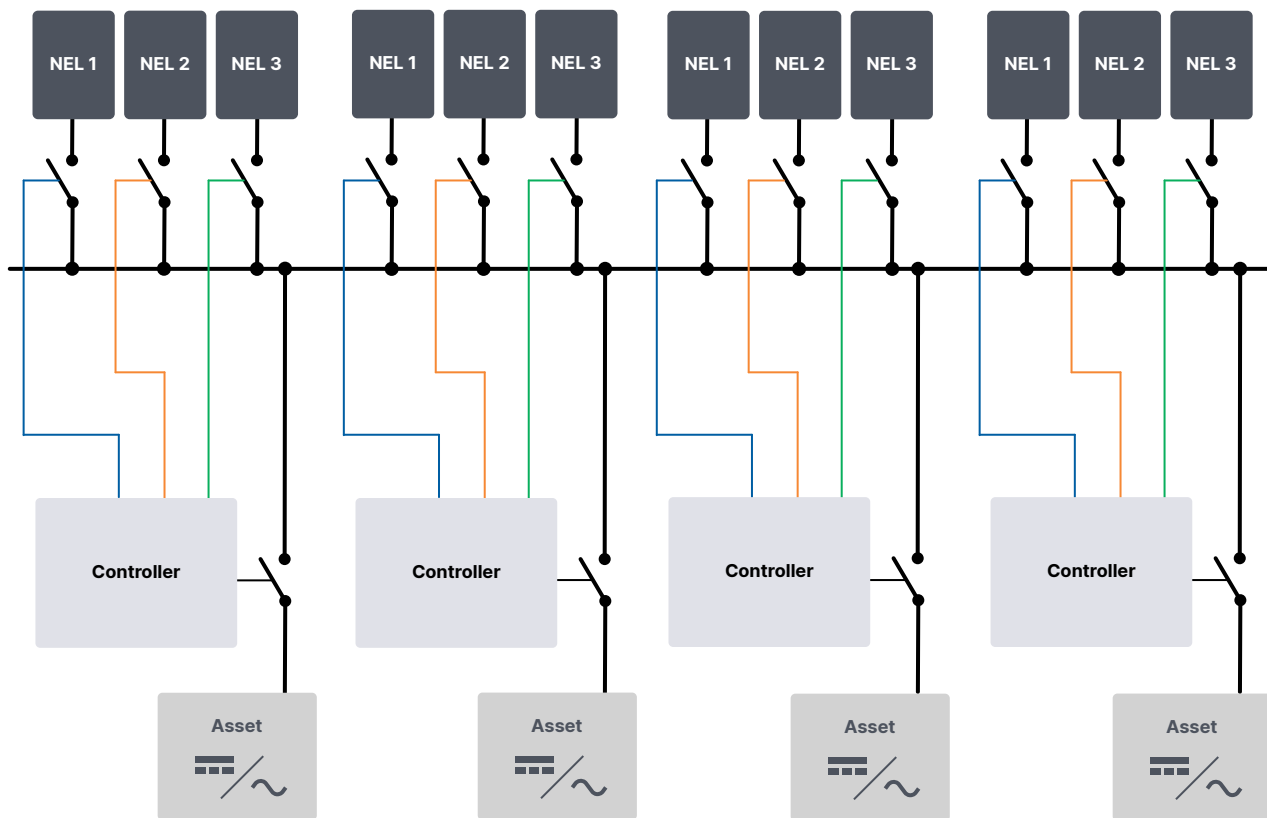 NEL 1 NEL 2 NEL 3 NEL 1 NEL 2 NEL 3 NEL 1 NEL 2 NEL 3 NEL 1 NEL 2 NEL 3
Controller Controller Controller Controller
Asset Asset Asset Asset